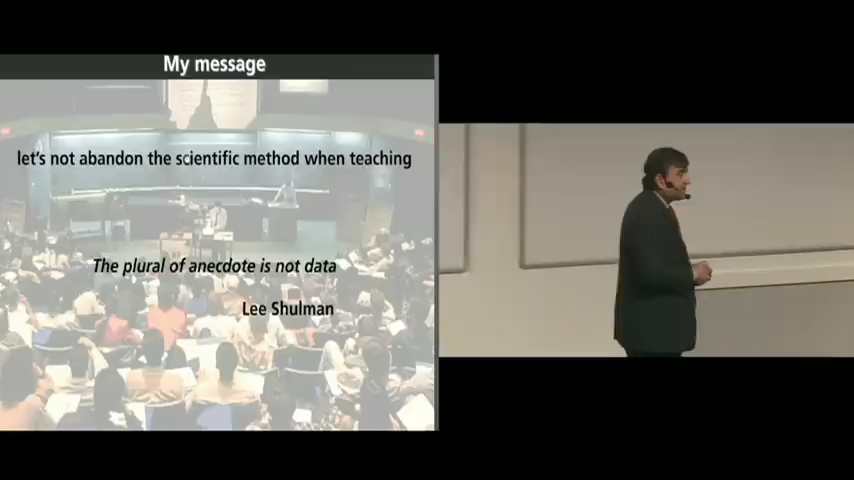 My message
let's not abandon the scientific method when teaching
The plural of anecdote is not data
Lee Shulman